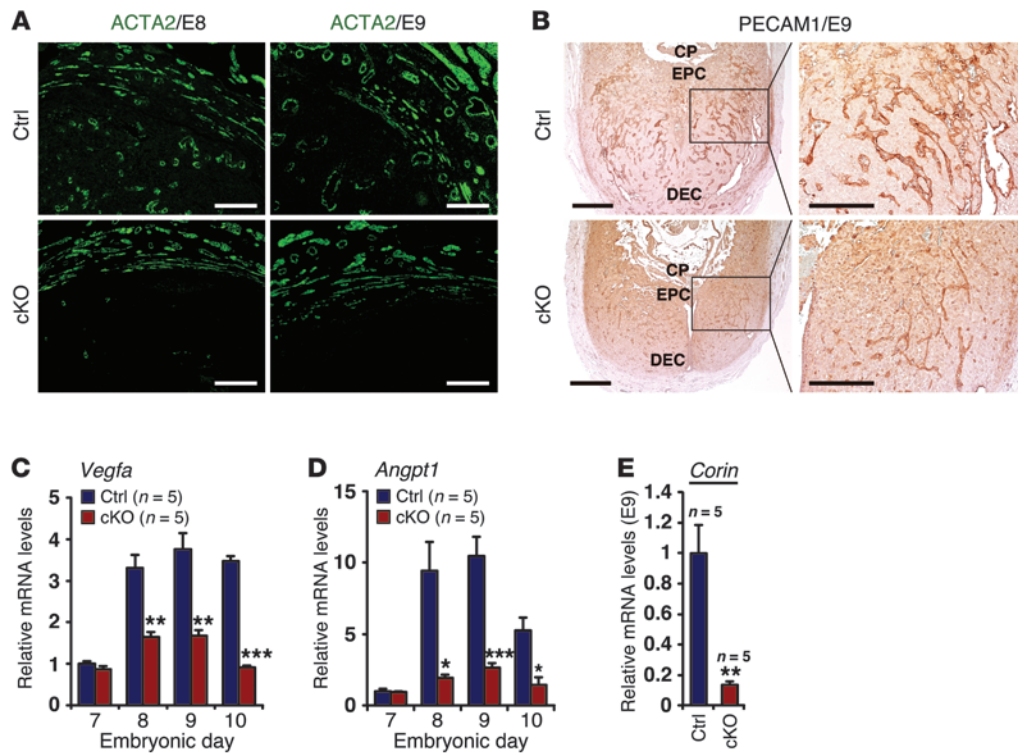 A
ACTA2/E8
ACTA2/E9
Ctrl
cKO
B
PECAM1/E9
Ctrl
CP
EPC
DEC
cKO
CP
EPC
DEC
C
Vegfa
Ctrl (n = 5)
cKO (n = 5)
Relative mRNA levels
5
4
3
2
1
0
**
**
***
7 8 9 10
Embryonic day
D
Angpt1
Ctrl (n = 5)
cKO (n = 5)
Relative mRNA levels
15
10
5
0
*
***
*
7 8 9 10
Embryonic day
E
Corin
Relative mRNA levels (E9)
1.4
1.2
1
0.8
0.6
0.4
0.2
0
n = 5
n = 5
**
Ctrl
cKO